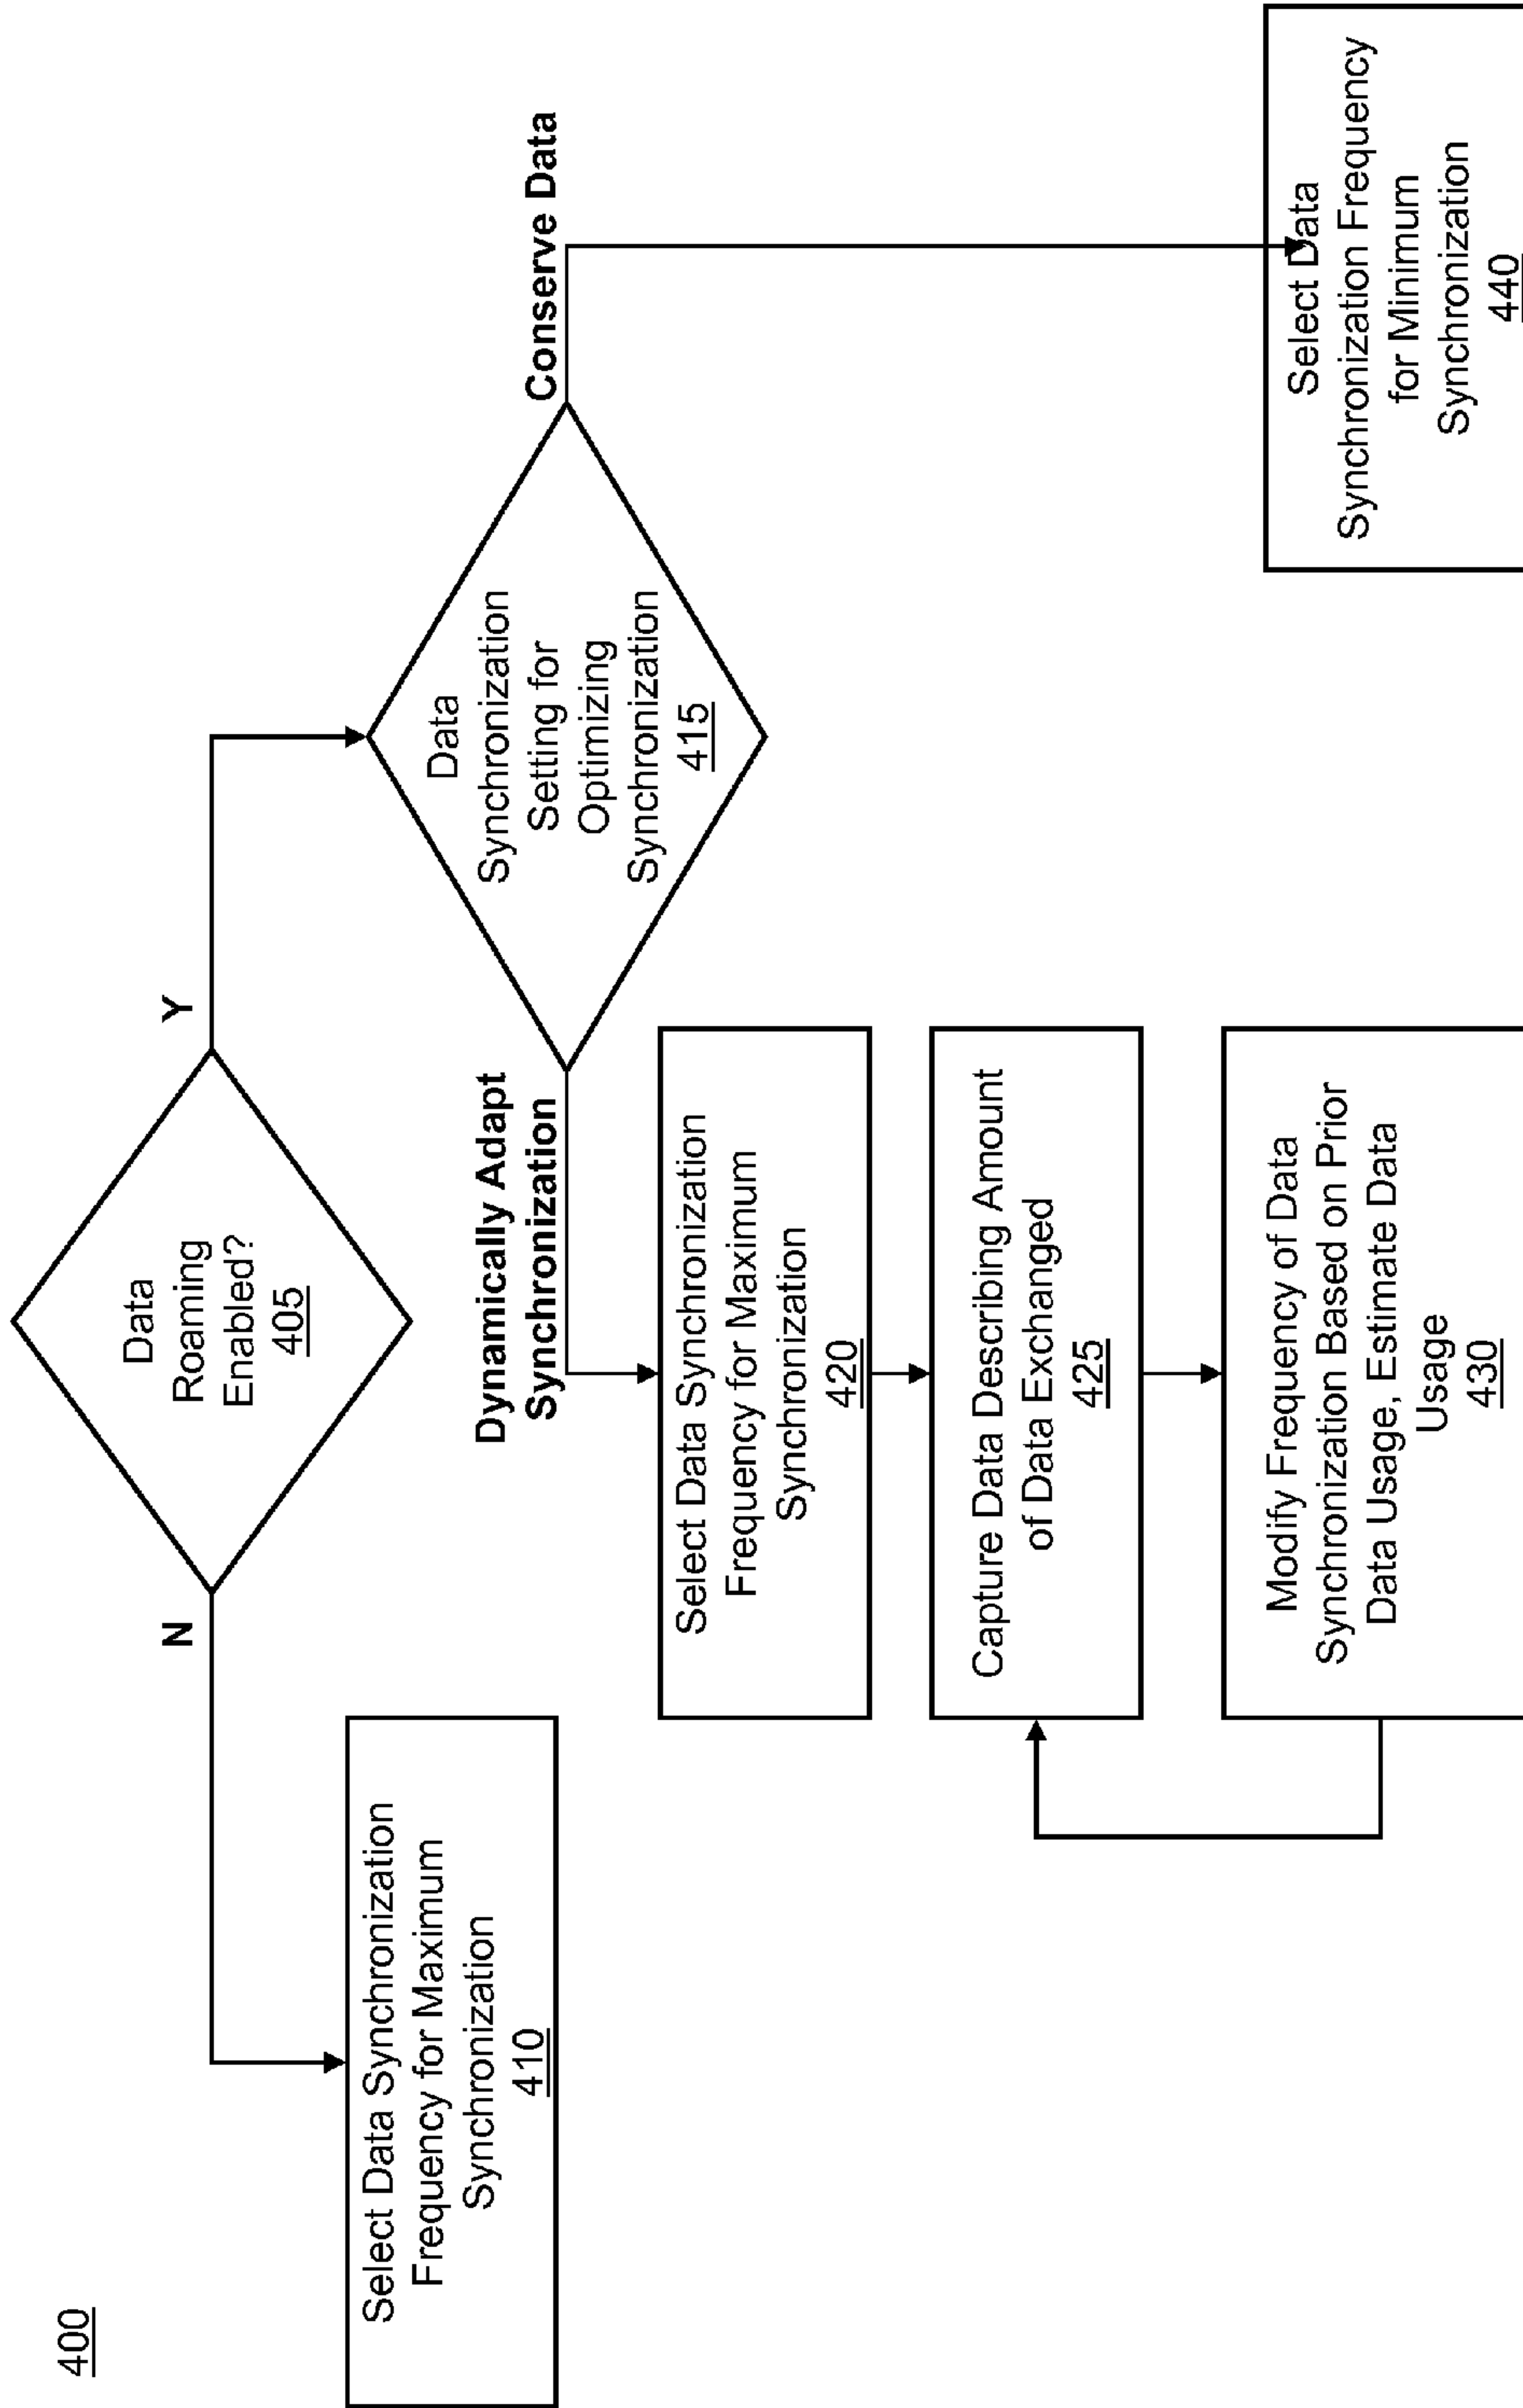 400
Data
Roaming
Enabled?
405
N
Y
Select Data Synchronization
Frequency for Maximum
Synchronization
410
Data
Synchronization
Setting for
Optimizing
Synchronization
415
Dynamically Adapt
Synchronization
Conserve Data
Select Data Synchronization
Frequency for Maximum
Synchronization
420
Capture Data Describing Amount
of Data Exchanged
425
Modify Frequency of Data
Synchronization Based on Prior
Data Usage, Estimate Data
Usage
430
Select Data
Synchronization Frequency
for Minimum
Synchronization
440